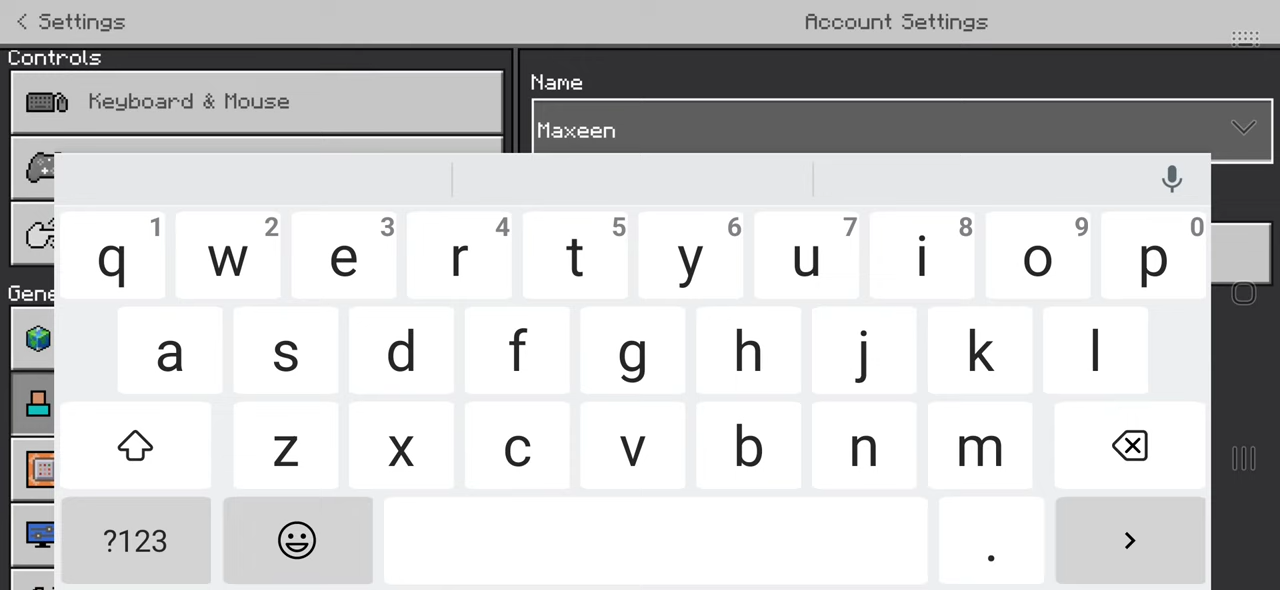 Settings
Account Settings
Controls
Keyboard & Mouse
Name
Maxeen
Gene
1 2 3 4 5 6 7 8 9 0
q w e r t y u i o p
a s d f g h j k l
z x c v b n m
?123 .